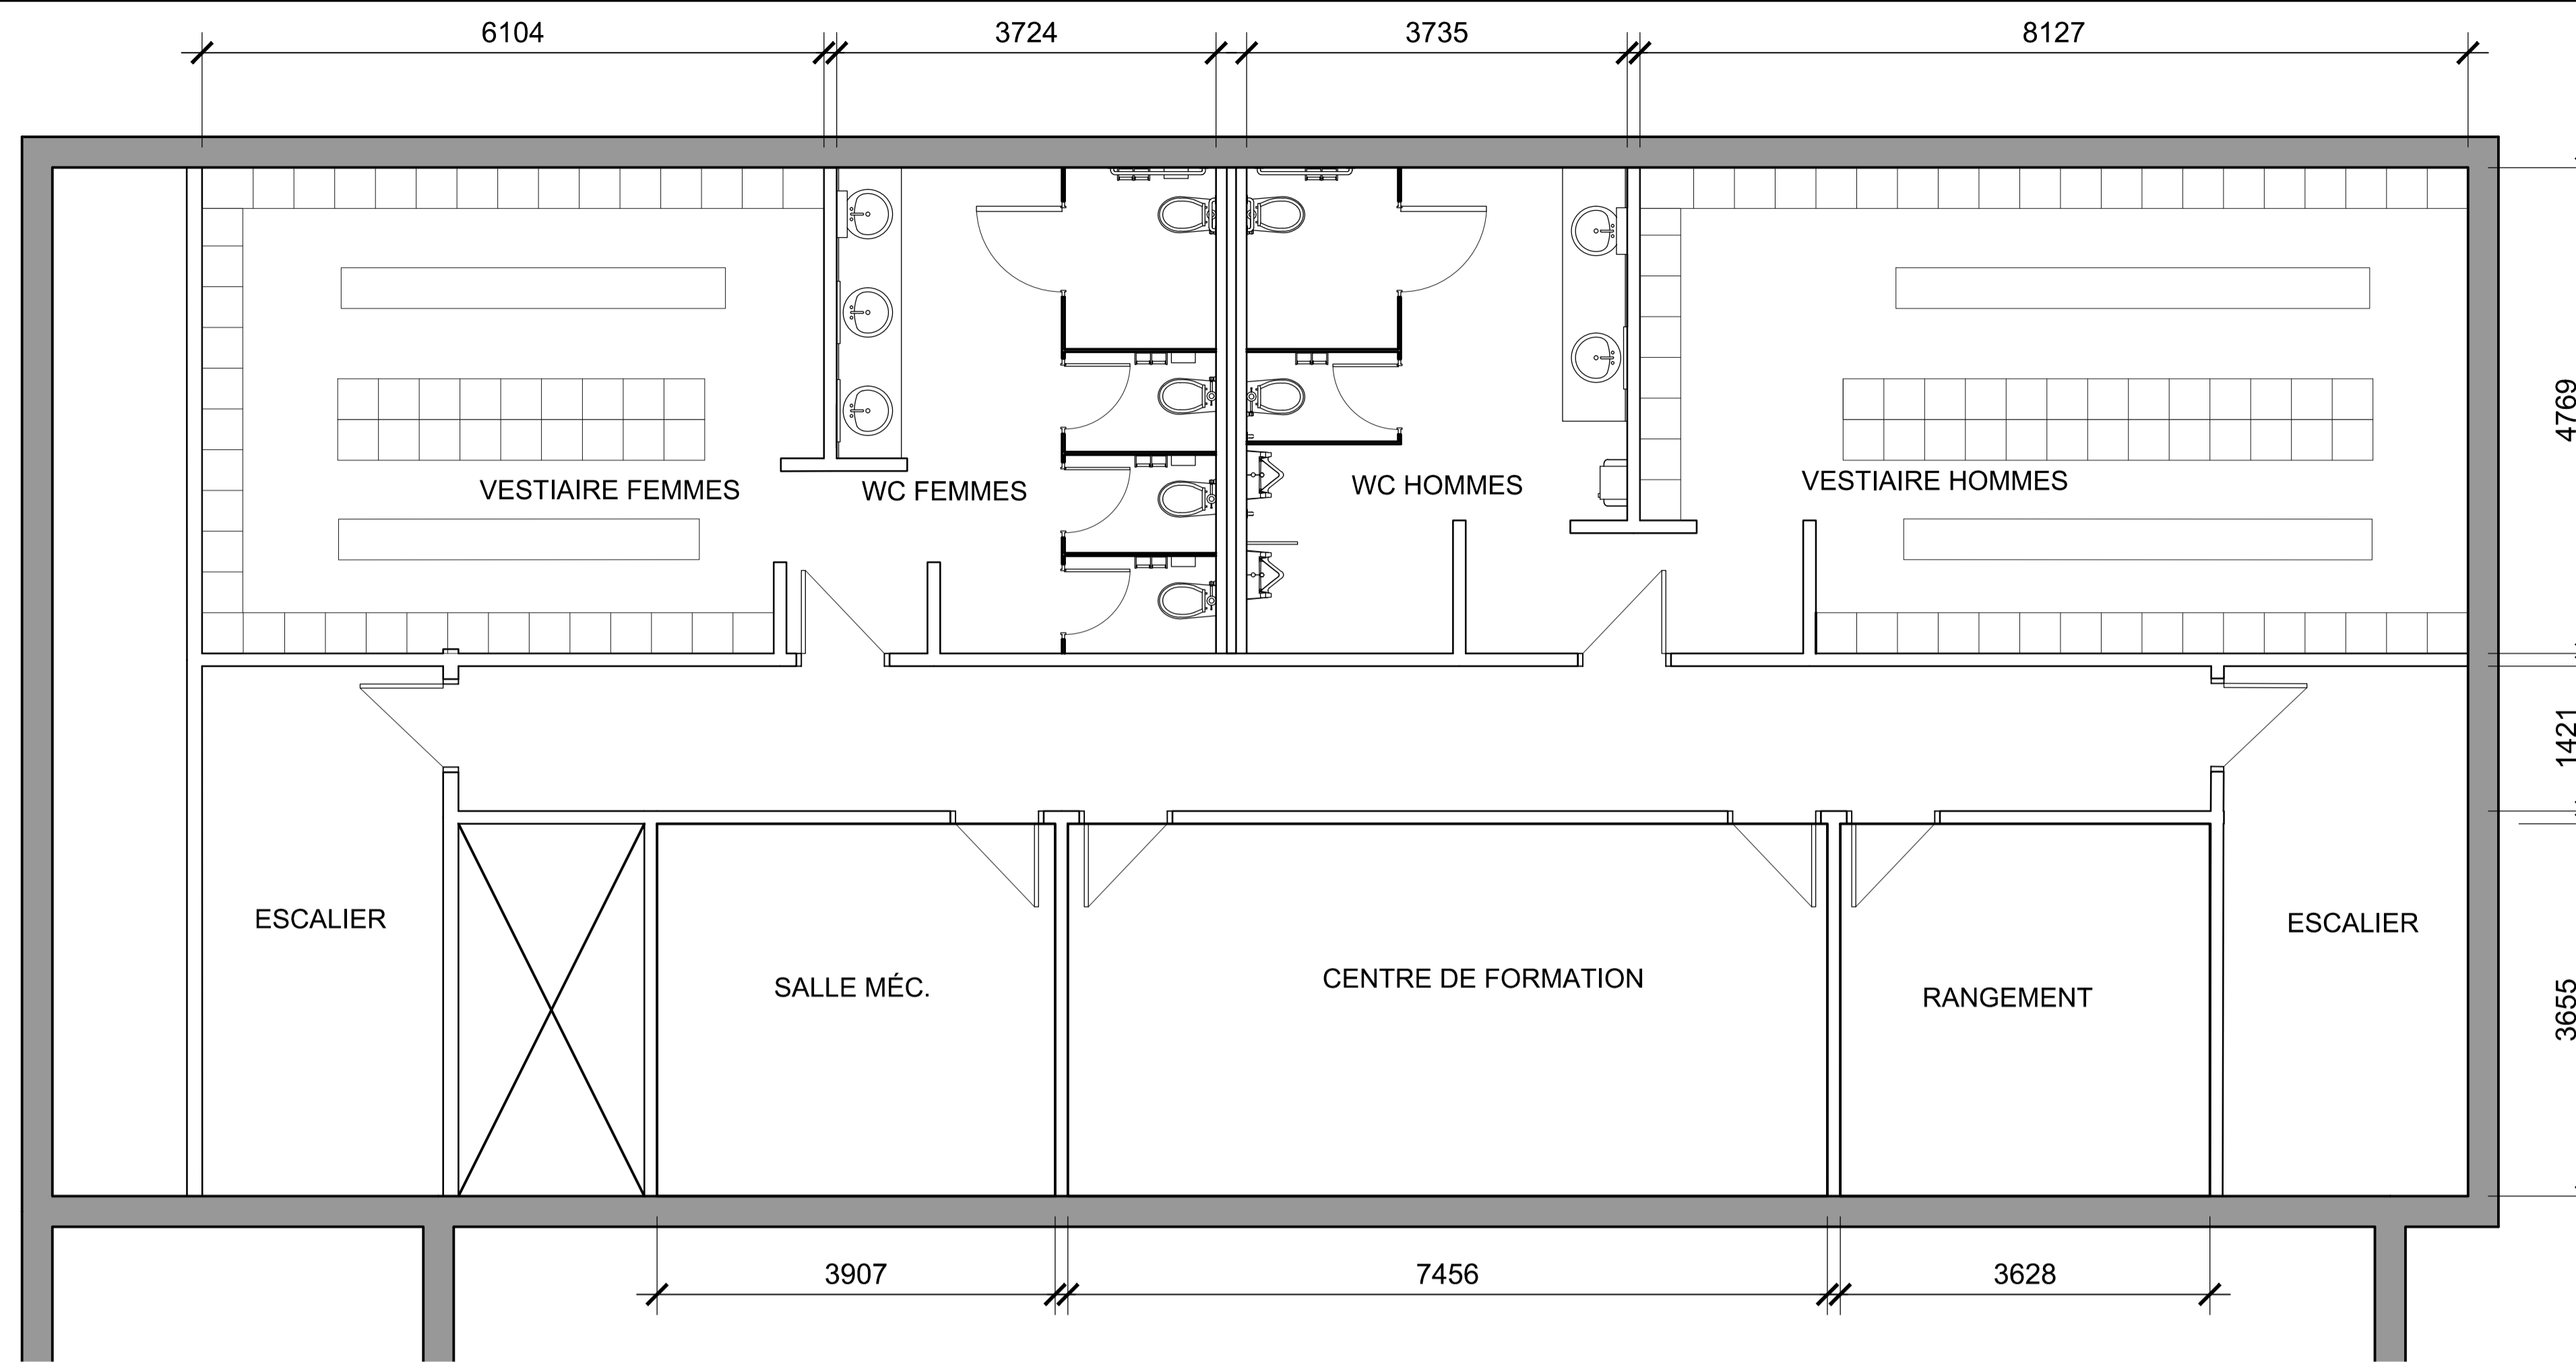 6104
3724
3735
8127
4769
VESTIAIRE FEMMES
WC FEMMES
WC HOMMES
VESTIAIRE HOMMES
1421
ESCALIER
SALLE MÉC.
CENTRE DE FORMATION
RANGEMENT
ESCALIER
3655
3907
7456
3628